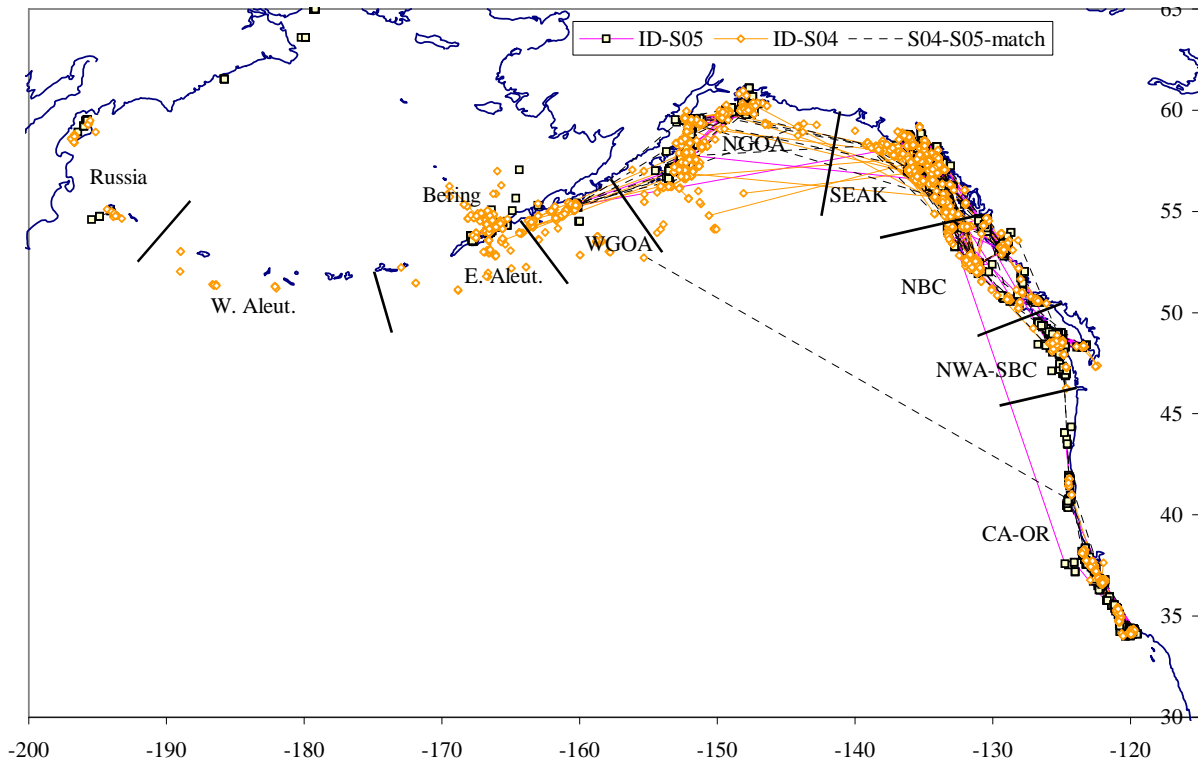 65
ID-S05 ID-S04 S04-S05-match
60
NGOA
Russia
SEAK
Bering
55
WGOA
E. Aleut.
NBC
W. Aleut.
50
NWA-SBC
45
40
CA-OR
35
30
-200 -190 -180 -170 -160 -150 -140 -130 -120